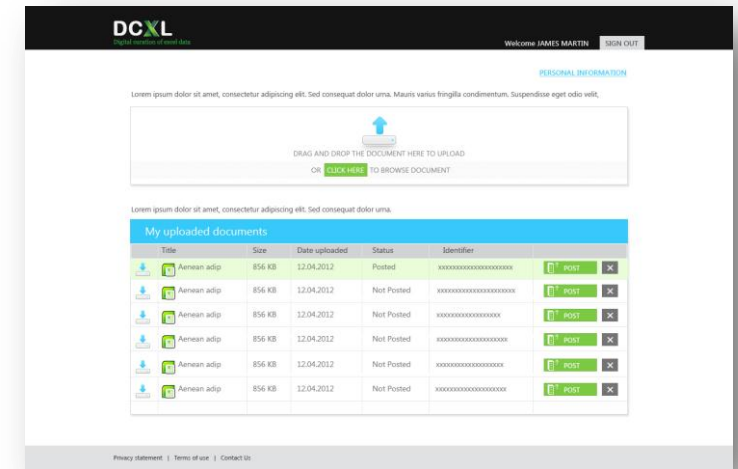 DCXL
Digital curation of excel data
Welcome JAMES MARTIN SIGN OUT
PERSONAL INFORMATION
Lorem ipsum dolor sit amet, consectetur adipiscing elit. Sed consequat dolor urna. Mauris varius fringilla condimentum. Suspendisse eget odio velit,
DRAG AND DROP THE DOCUMENT HERE TO UPLOAD
OR CLICK HERE TO BROWSE DOCUMENT
Lorem ipsum dolor sit amet, consectetur adipiscing elit. Sed consequat dolor urna.
My uploaded documents
Title Size Date uploaded Status Identifier
Aenean adip 856 KB 12.04.2012 Posted xxxxxxxxxxxxxxxxxxxxxx POST
Aenean adip 856 KB 12.04.2012 Not Posted xxxxxxxxxxxxxxxxxxxxxxx POST
Aenean adip 856 KB 12.04.2012 Not Posted xxxxxxxxxxxxxxxxxx POST
Aenean adip 856 KB 12.04.2012 Not Posted xxxxxxxxxxxxxxxxxxxx POST
Aenean adip 856 KB 12.04.2012 Not Posted xxxxxxxxxxxxxxxxxxx POST
Aenean adip 856 KB 12.04.2012 Not Posted xxxxxxxxxxxxxxxxxxxx POST
Privacy statement | Terms of use | Contact Us